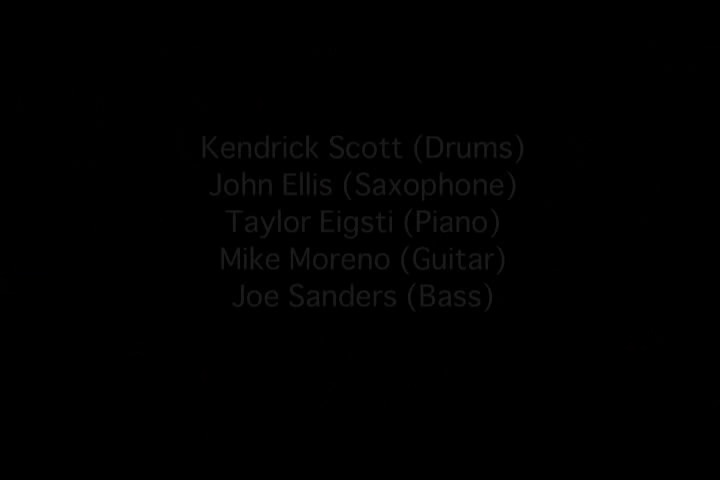 Kendrick Scott (Drums)
John Ellis (Saxophone)
Taylor Eigsti (Piano)
Mike Moreno (Guitar)
Joe Sanders (Bass)